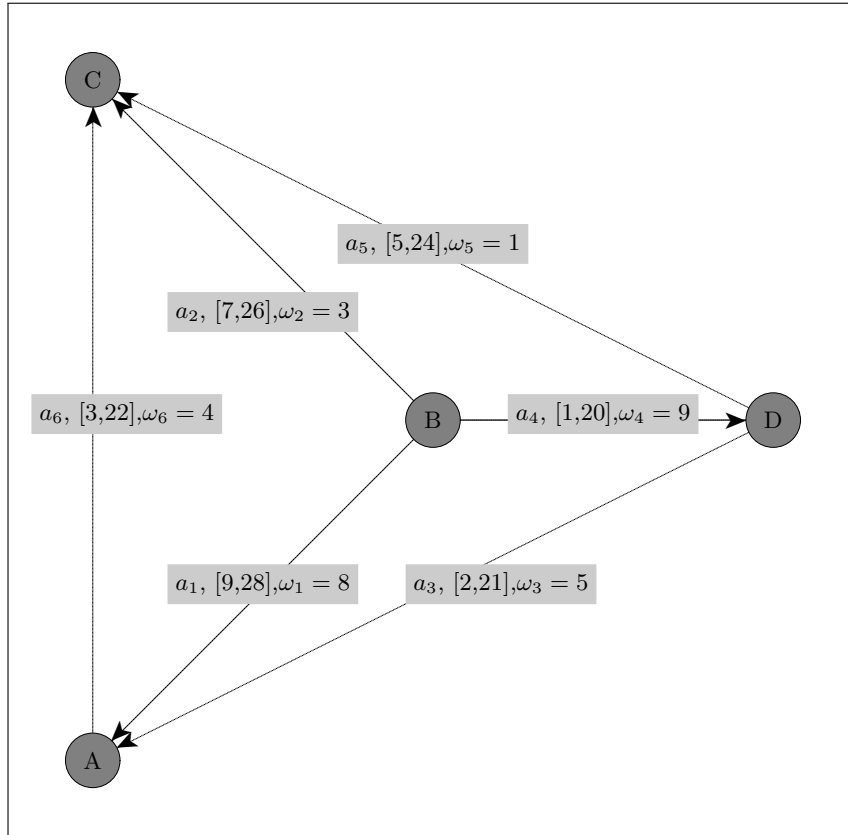 C
a₅, [5,24],ω₅ = 1
a₂, [7,26],ω₂ = 3
a₆, [3,22],ω₆ = 4
B
a₄, [1,20],ω₄ = 9
D
a₁, [9,28],ω₁ = 8
a₃, [2,21],ω₃ = 5
A